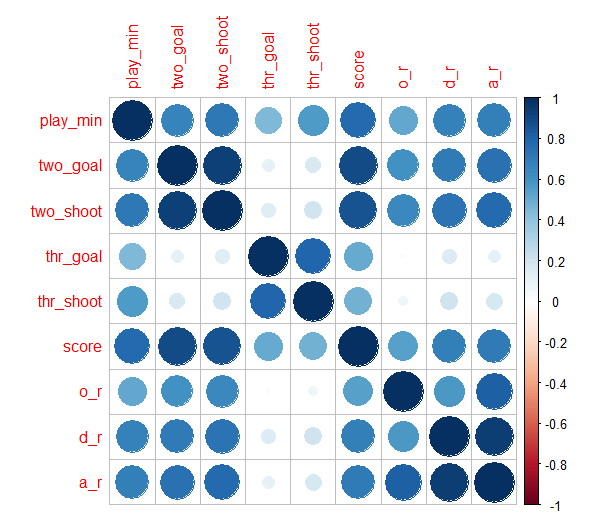 play_min
two_goal
two_shoot
thr_goal
thr_shoot
score
o_r
d_r
a_r
play_min
two_goal
two_shoot
thr_goal
thr_shoot
score
o_r
d_r
a_r
1
0.8
0.6
0.4
0.2
0
-0.2
-0.4
-0.6
-0.8
-1